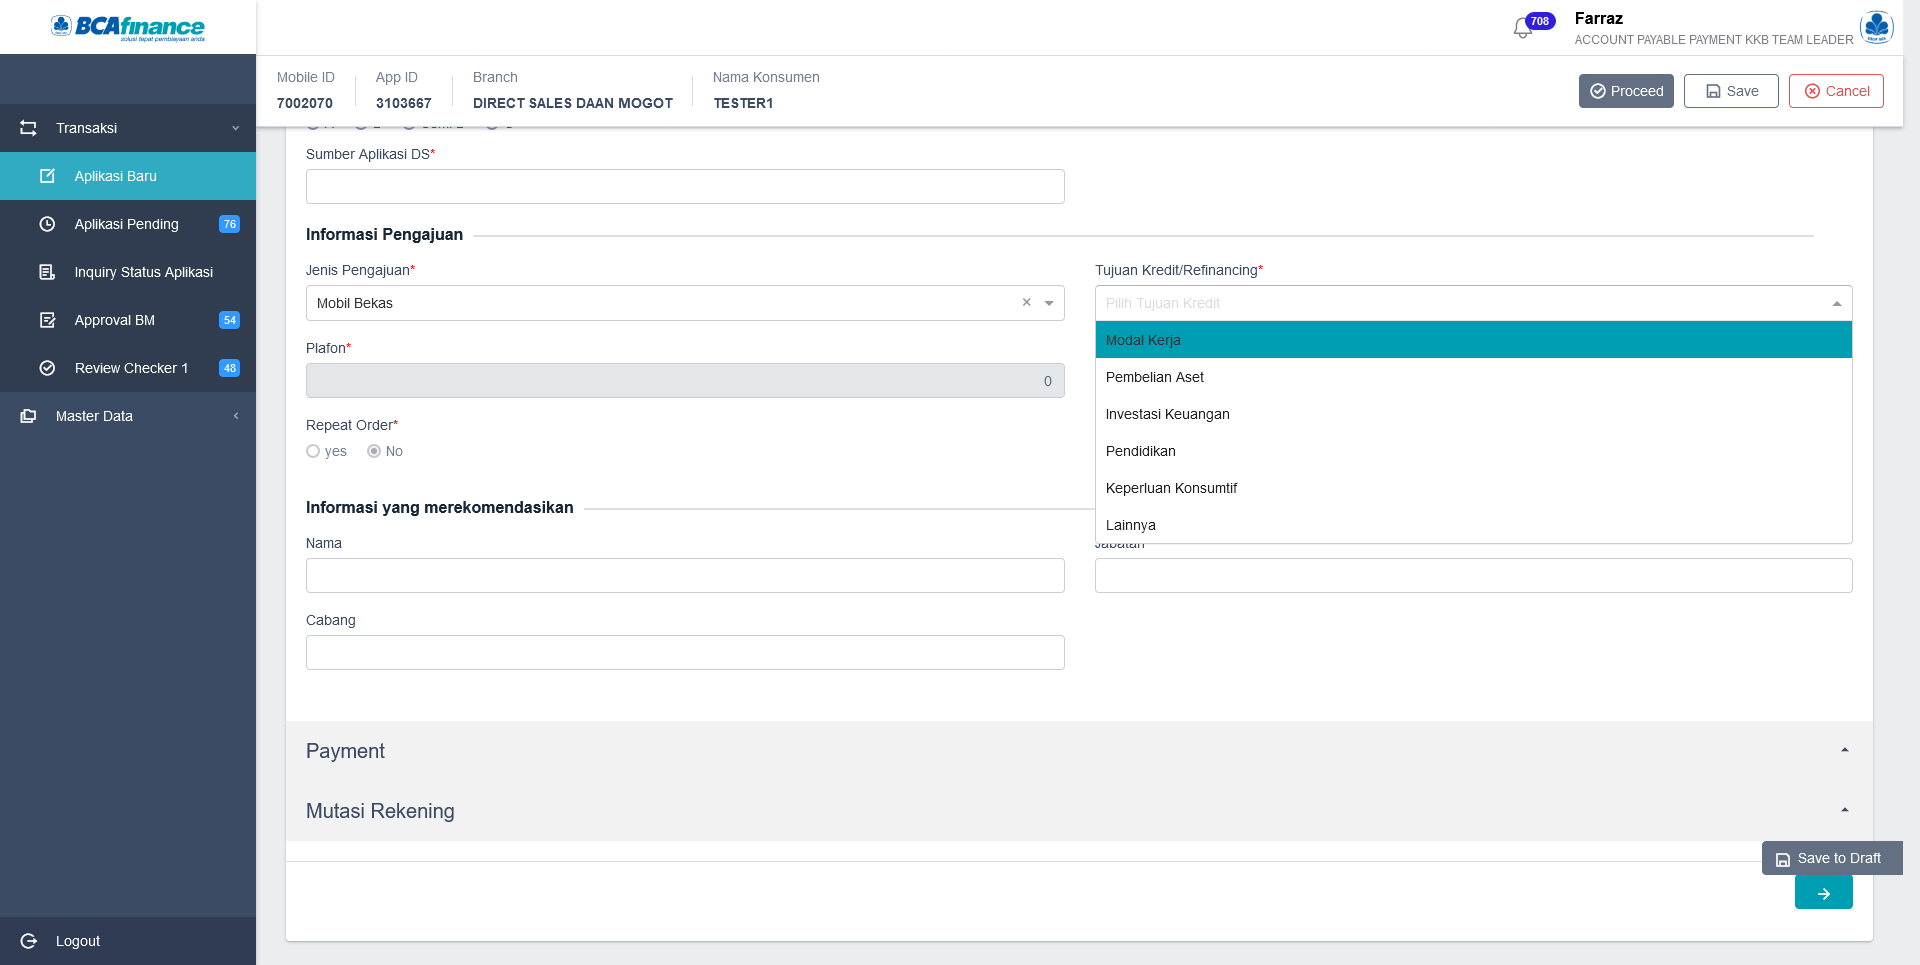 BCAfinance
solusi tepat pembiayaan anda
708
Farraz
ACCOUNT PAYABLE PAYMENT KKB TEAM LEADER
Mobile ID
7002070
App ID
3103667
Branch
DIRECT SALES DAAN MOGOT
Nama Konsumen
TESTER1
Proceed
Save
Cancel
Transaksi
Aplikasi Baru
Aplikasi Pending 76
Inquiry Status Aplikasi
Approval BM 54
Review Checker 1 48
Master Data
Logout
Sumber Aplikasi DS*
Informasi Pengajuan
Jenis Pengajuan*
Mobil Bekas ×
Tujuan Kredit/Refinancing*
Pilih Tujuan Kredit
Modal Kerja
Pembelian Aset
Investasi Keuangan
Pendidikan
Keperluan Konsumtif
Lainnya
Plafon*
0
Repeat Order*
yes No
Informasi yang merekomendasikan
Nama
Jabatan
Cabang
Payment
Mutasi Rekening
Save to Draft